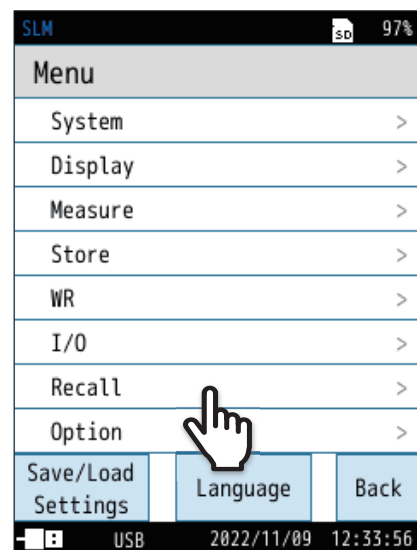 SLM SD 97%
Menu
System >
Display >
Measure >
Store >
WR >
I/O >
Recall >
Option >
Save/Load
Settings
Language
Back
USB 2022/11/09 12:33:56